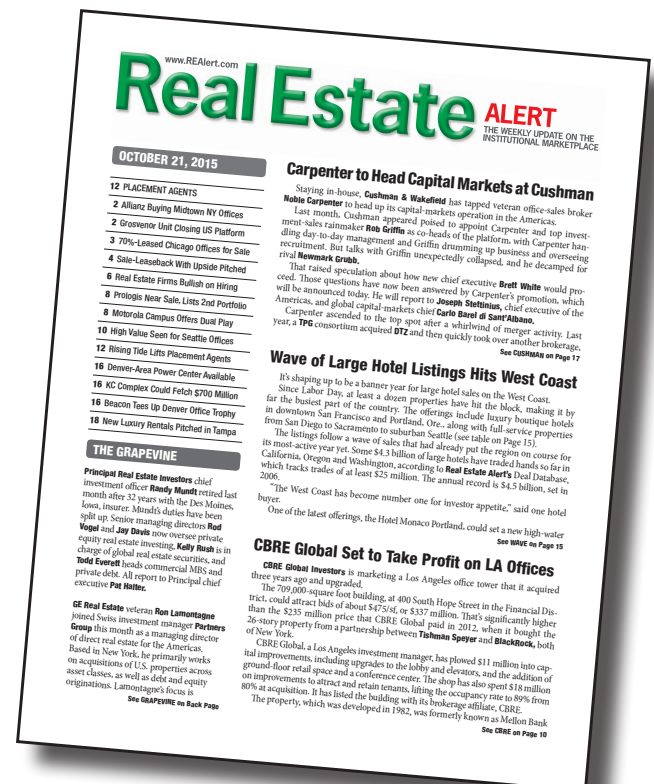 www.REAlert.com
Real Estate ALERT
THE WEEKLY UPDATE ON THE
INSTITUTIONAL MARKETPLACE
OCTOBER 21, 2015
12 PLACEMENT AGENTS
2 Allianz Buying Midtown NY Offices
2 Grosvenor Unit Closing US Platform
3 70%-Leased Chicago Offices for Sale
4 Sale-Leaseback With Upside Pitched
6 Real Estate Firms Bullish on Hiring
8 Prologis Near Sale, Lists 2nd Portfolio
8 Motorola Campus Offers Dual Play
10 High Value Seen for Seattle Offices
12 Rising Tide Lifts Placement Agents
16 Denver-Area Power Center Available
16 KC Complex Could Fetch $700 Million
16 Beacon Tees Up Denver Office Trophy
18 New Luxury Rentals Pitched in Tampa
THE GRAPEVINE
Principal Real Estate Investors chief
investment officer Randy Mundt retired last
month after 32 years with the Des Moines,
Iowa, insurer. Mundt's duties have been
split up. Senior managing directors Rod
Vogel and Jay Davis now oversee private
equity real estate investing, Kelly Rush is in
charge of global real estate securities, and
Todd Everett heads commercial MBS and
private debt. All report to Principal chief
executive Pat Halter.
GE Real Estate veteran Ron Lamontagne
joined Swiss investment manager Partners
Group this month as a managing director
of direct real estate for the Americas.
Based in New York, he primarily works
on acquisitions of U.S. properties across
asset classes, as well as debt and equity
originations. Lamontagne's focus is
See GRAPEVINE on Back Page
Carpenter to Head Capital Markets at Cushman
Staying in-house, Cushman & Wakefield has tapped veteran office-sales broker
Noble Carpenter to head up its capital-markets operation in the Americas.
Last month, Cushman appeared poised to appoint Carpenter and top invest-
ment-sales rainmaker Rob Griffin as co-heads of the platform, with Carpenter han-
dling day-to-day management and Griffin drumming up business and overseeing
recruitment. But talks with Griffin unexpectedly collapsed, and he decamped for
rival Newmark Grubb.
That raised speculation about how new chief executive Brett White would pro-
ceed. Those questions have now been answered by Carpenter's promotion, which
will be announced today. He will report to Joseph Stettinius, chief executive of the
Americas, and global capital-markets chief Carlo Barel di Sant'Albano.
Carpenter ascended to the top spot after a whirlwind of merger activity. Last
year, a TPG consortium acquired DTZ and then quickly took over another brokerage,
See CUSHMAN on Page 17
Wave of Large Hotel Listings Hits West Coast
It's shaping up to be a banner year for large hotel sales on the West Coast.
Since Labor Day, at least a dozen properties have hit the block, making it by
far the busiest part of the country. The offerings include luxury boutique hotels
in downtown San Francisco and Portland, Ore., along with full-service properties
from San Diego to Sacramento to suburban Seattle (see table on Page 15).
The listings follow a wave of sales that had already put the region on course for
its most-active year yet. Some $4.3 billion of large hotels have traded hands so far in
California, Oregon and Washington, according to Real Estate Alert's Deal Database,
which tracks trades of at least $25 million. The annual record is $4.5 billion, set in
2006.
"The West Coast has become number one for investor appetite," said one hotel
buyer.
One of the latest offerings, the Hotel Monaco Portland, could set a new high-water
See WAVE on Page 15
CBRE Global Set to Take Profit on LA Offices
CBRE Global Investors is marketing a Los Angeles office tower that it acquired
three years ago and upgraded.
The 709,000-square foot building, at 400 South Hope Street in the Financial Dis-
trict, could attract bids of about $475/sf, or $337 million. That's significantly higher
than the $235 million price that CBRE Global paid in 2012, when it bought the
26-story property from a partnership between Tishman Speyer and BlackRock, both
of New York.
CBRE Global, a Los Angeles investment manager, has plowed $11 million into cap-
ital improvements, including upgrades to the lobby and elevators, and the addition of
ground-floor retail space and a conference center. The shop has also spent $18 million
on improvements to attract and retain tenants, lifting the occupancy rate to 89% from
80% at acquisition. It has listed the building with its brokerage affiliate, CBRE.
The property, which was developed in 1982, was formerly known as Mellon Bank
See CBRE on Page 10